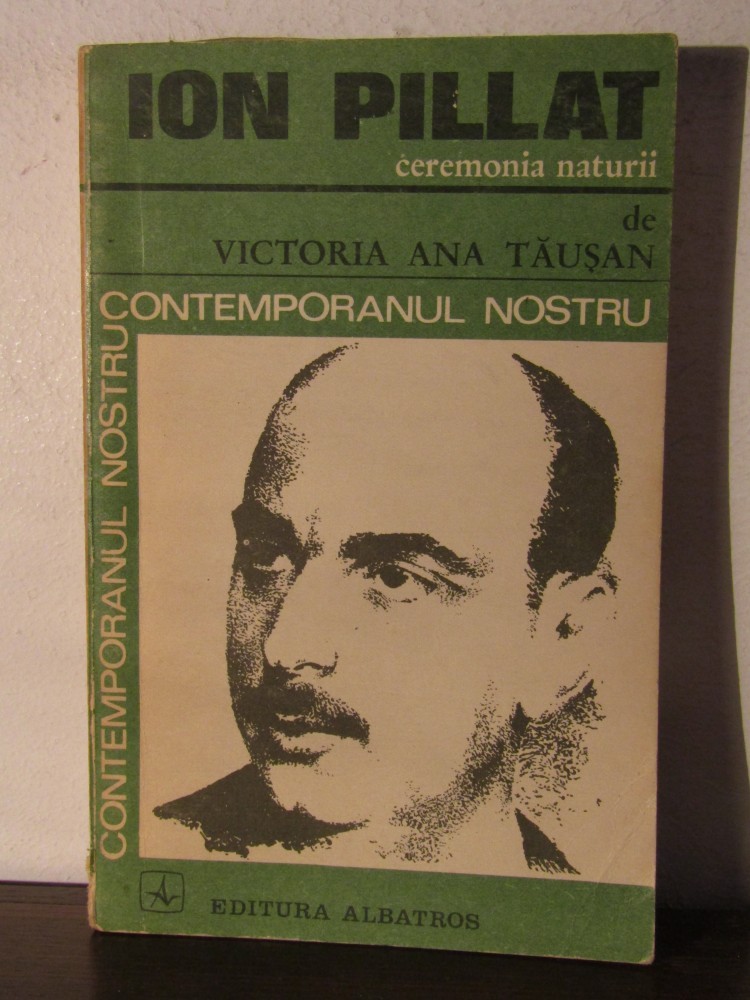 ION PILLAT
ceremonia naturii
de
VICTORIA ANA TĂUȘAN
CONTEMPORANUL NOSTRU
CONTEMPORANUL NOSTRU
EDITURA ALBATROS